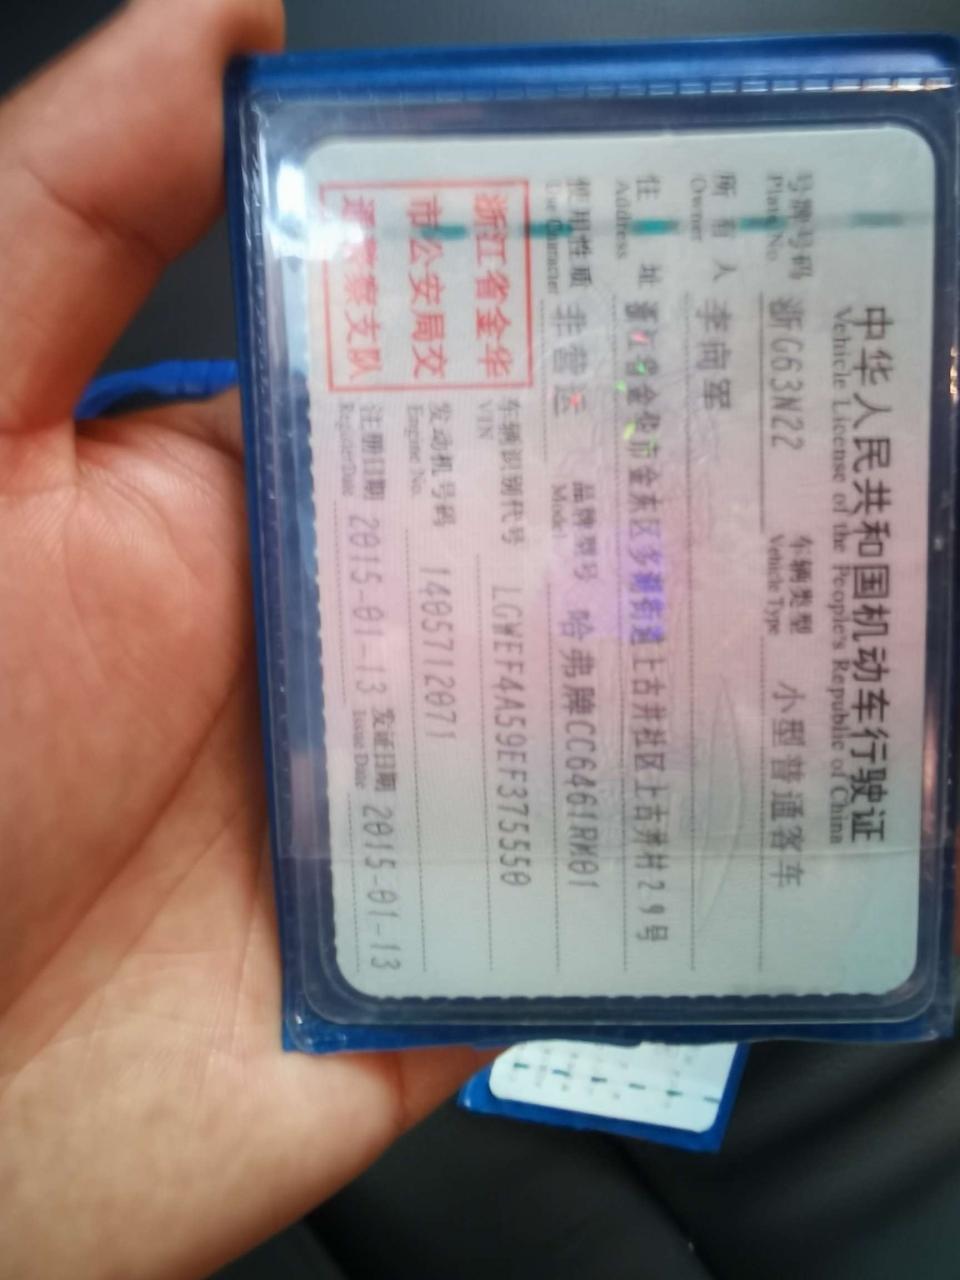 中华人民共和国机动车行驶证
Vehicle License of the People's Republic of China
号牌号码 浙G63N22 车辆类型 小型普通客车
Plate No. Vehicle Type
所有人 李向军
Owner
住址 浙江省金华市金东区多湖街道上古井社区上古井村29号
Address
使用性质 非营运 品牌型号 哈弗牌CC6461RM01
Use Character Model
浙江省金华
市公安局交
通警察支队
车辆识别代号 LGWEF4A59EF375550
VIN
发动机号码 1405712071
Engine No.
注册日期 2015-01-13 发证日期 2015-01-13
Register Date Issue Date